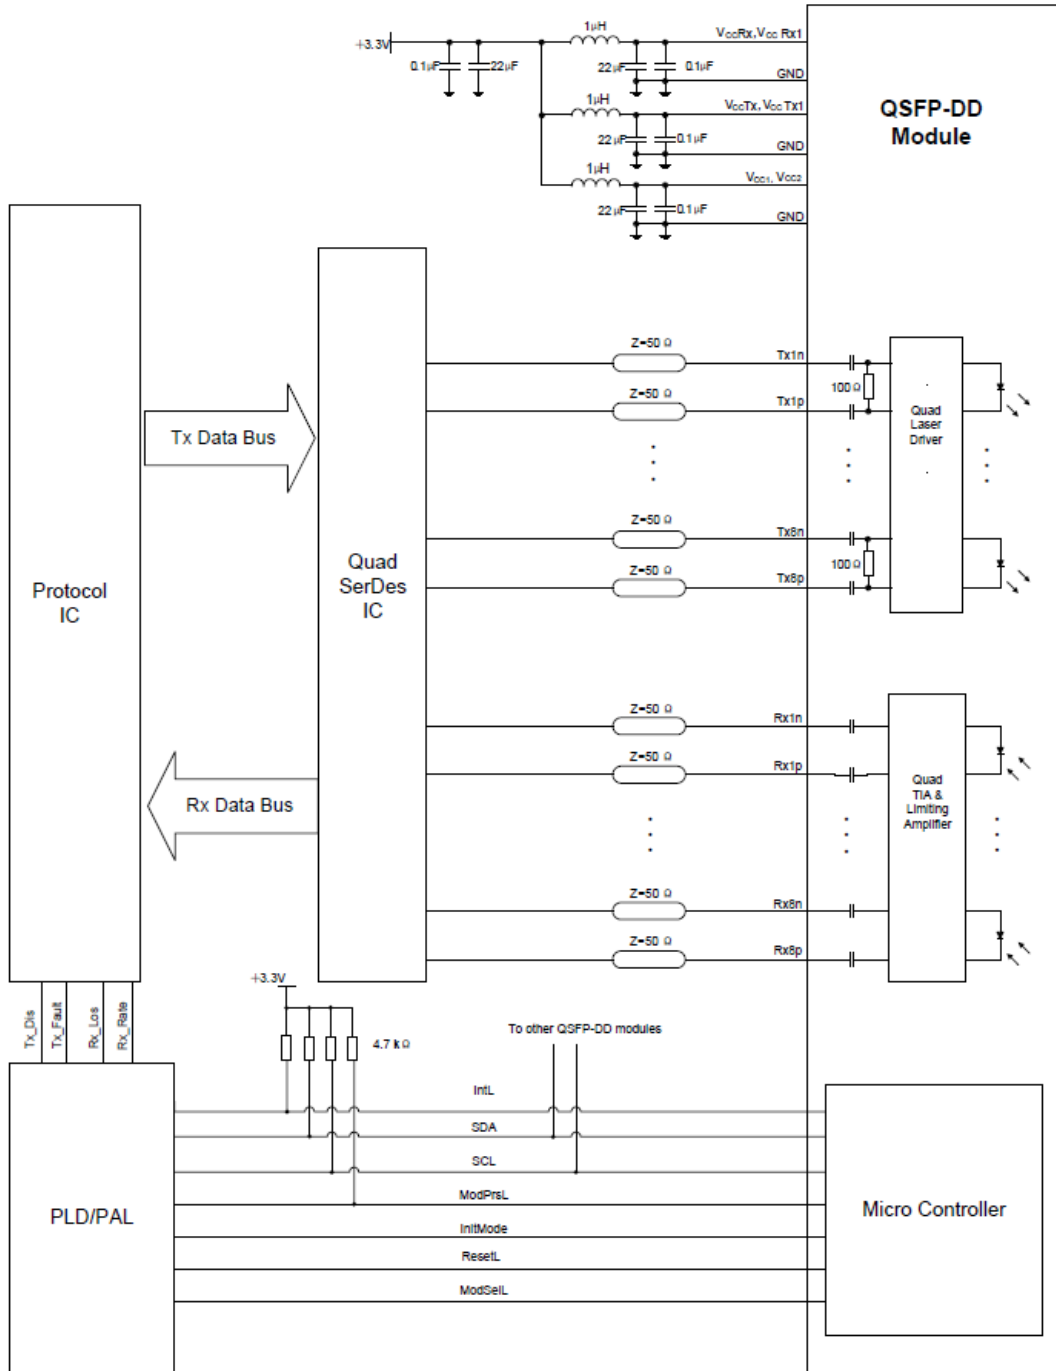 1μH
+3.3V
VccRx, Vcc Rx1
0.1μF
22μF
22μF
0.1μF
GND
1μH
VccTx, Vcc Tx1
QSFP-DD
Module
22μF
0.1μF
GND
1μH
Vcc1, Vcc2
22μF
0.1μF
GND
Z=50 Ω
Tx1n
100Ω
Z=50 Ω
Tx1p
Quad
Laser
Driver
Tx Data Bus
Z=50 Ω
Tx8n
100Ω
Z=50 Ω
Tx8p
Quad
SerDes
IC
Protocol
IC
Z=50 Ω
Rx1n
Z=50 Ω
Rx1p
Quad
TIA &
Limiting
Amplifier
Rx Data Bus
Z=50 Ω
Rx8n
Z=50 Ω
Rx8p
+3.3V
Tx_Dis
Tx_Fault
Rx_Los
Rx_Rate
4.7 kΩ
To other QSFP-DD modules
IntL
SDA
SCL
ModPrsL
InitMode
ResetL
ModSelL
PLD/PAL
Micro Controller